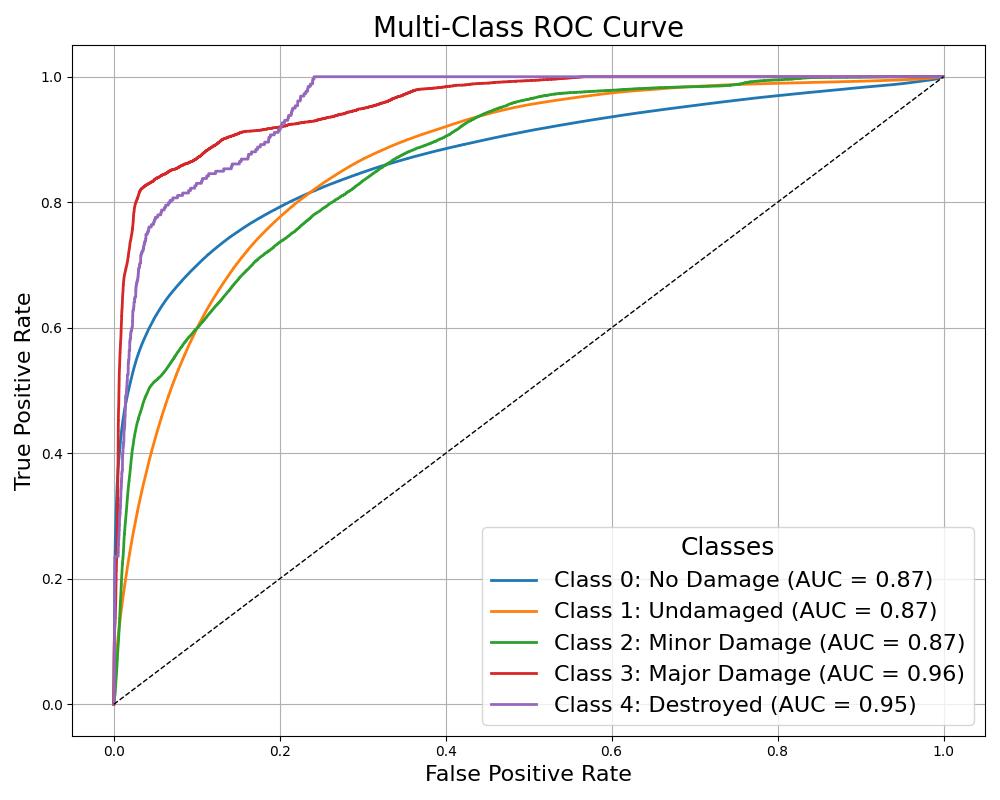 Multi-Class ROC Curve
True Positive Rate
1.0
0.8
0.6
0.4
0.2
0.0
Classes
Class 0: No Damage (AUC = 0.87)
Class 1: Undamaged (AUC = 0.87)
Class 2: Minor Damage (AUC = 0.87)
Class 3: Major Damage (AUC = 0.96)
Class 4: Destroyed (AUC = 0.95)
0.0 0.2 0.4 0.6 0.8 1.0
False Positive Rate